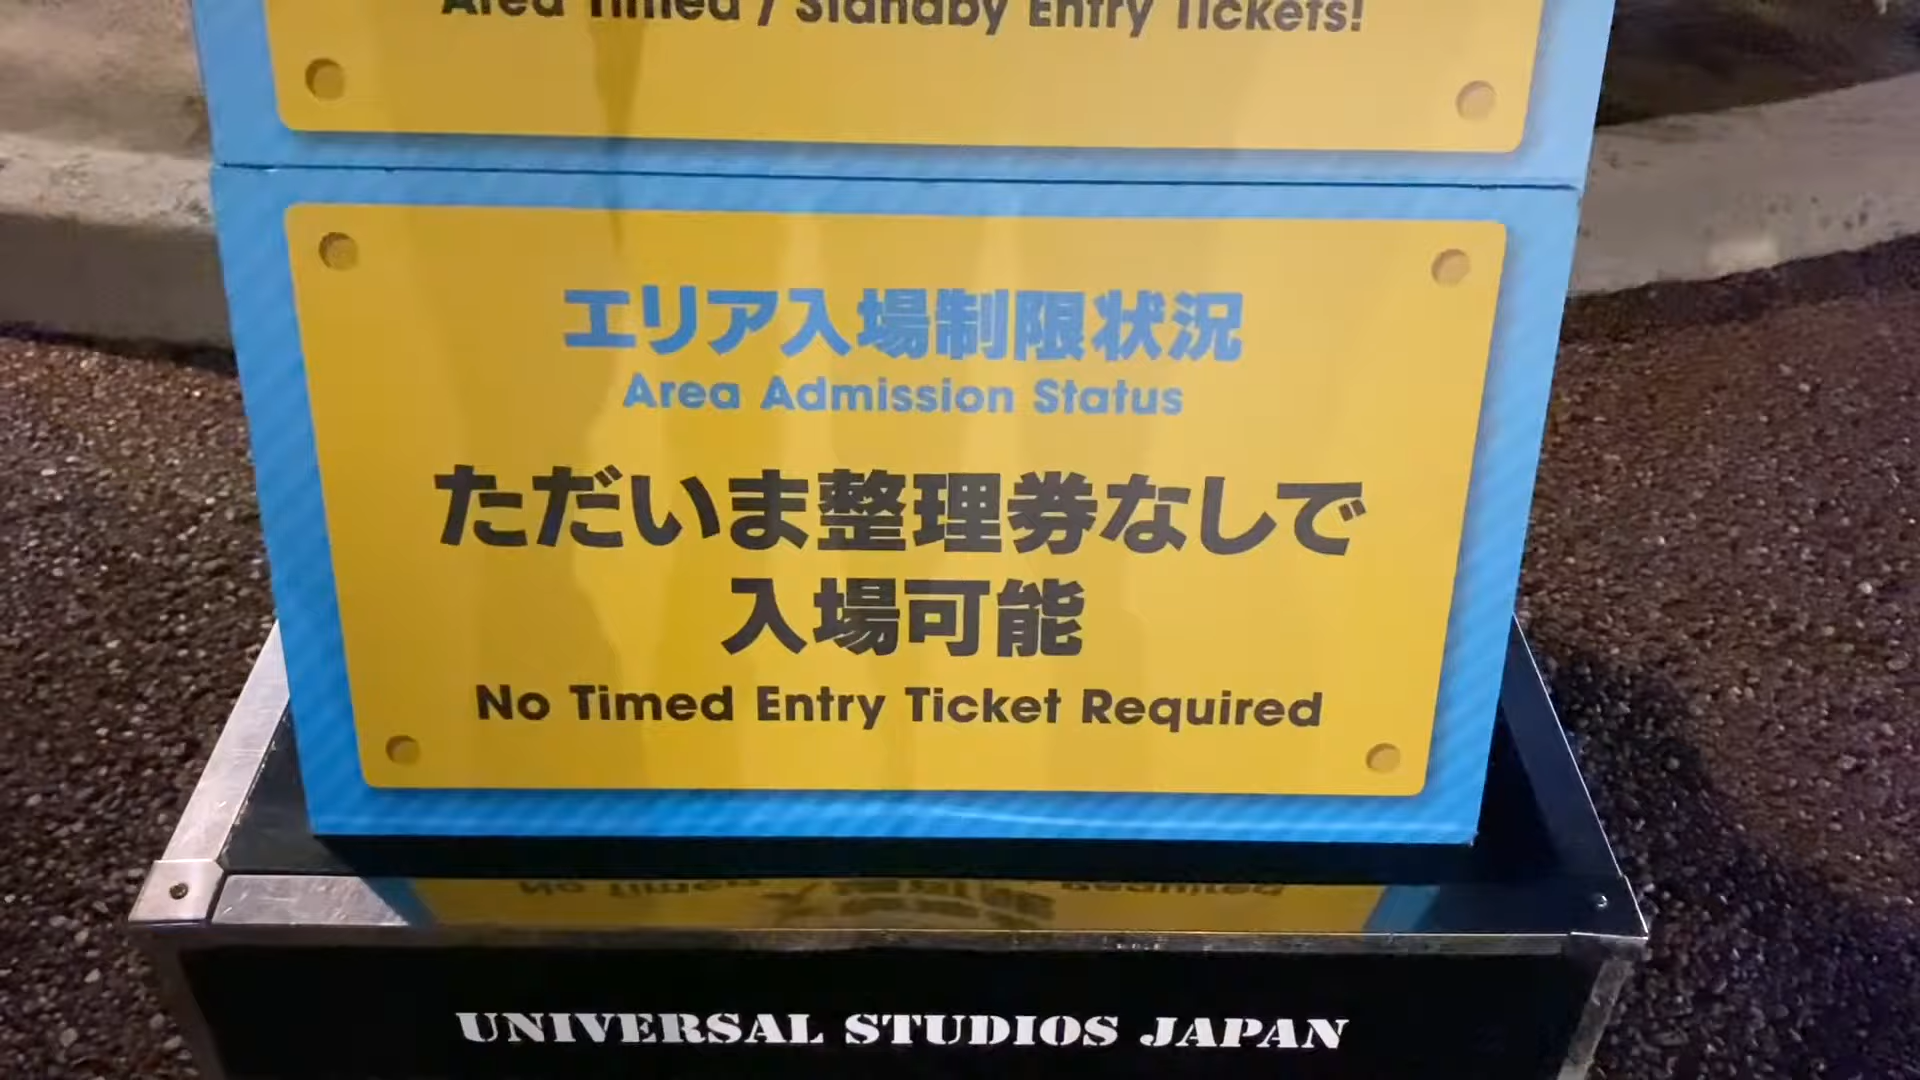 Area Timed / Standby Entry Tickets!
エリア入場制限状況
Area Admission Status
ただいま整理券なしで
入場可能
No Timed Entry Ticket Required
UNIVERSAL STUDIOS JAPAN